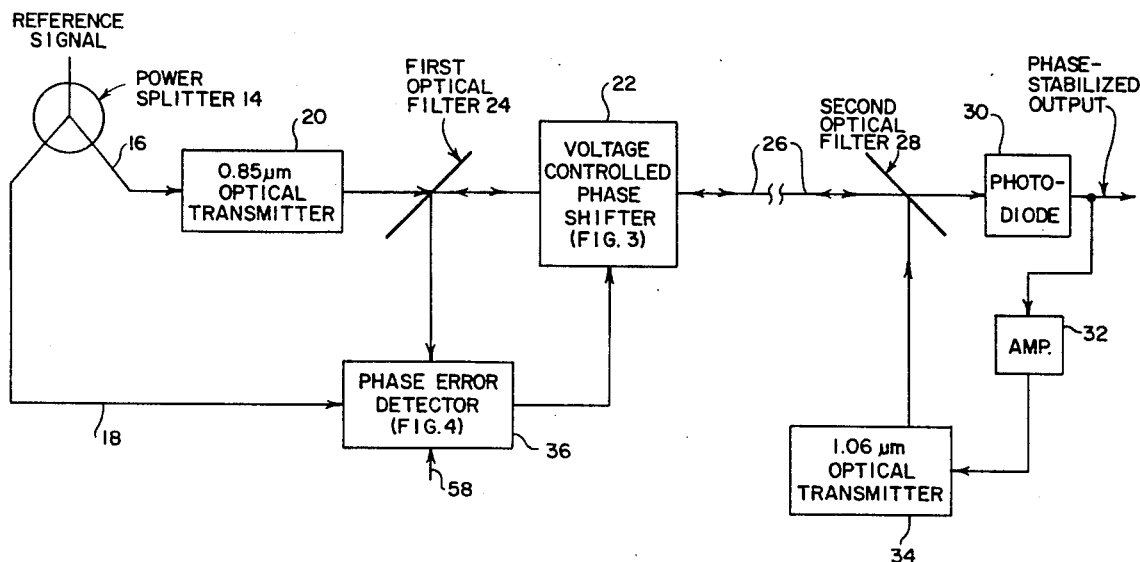 REFERENCE
SIGNAL
POWER
SPLITTER 14
16
20
0.85µm
OPTICAL
TRANSMITTER
FIRST
OPTICAL
FILTER 24
22
VOLTAGE
CONTROLLED
PHASE
SHIFTER
(FIG. 3)
26
SECOND
OPTICAL
FILTER 28
30
PHOTO-
DIODE
PHASE-
STABILIZED
OUTPUT
AMP.
32
18
PHASE ERROR
DETECTOR
(FIG.4)
36
58
1.06 µm
OPTICAL
TRANSMITTER
34